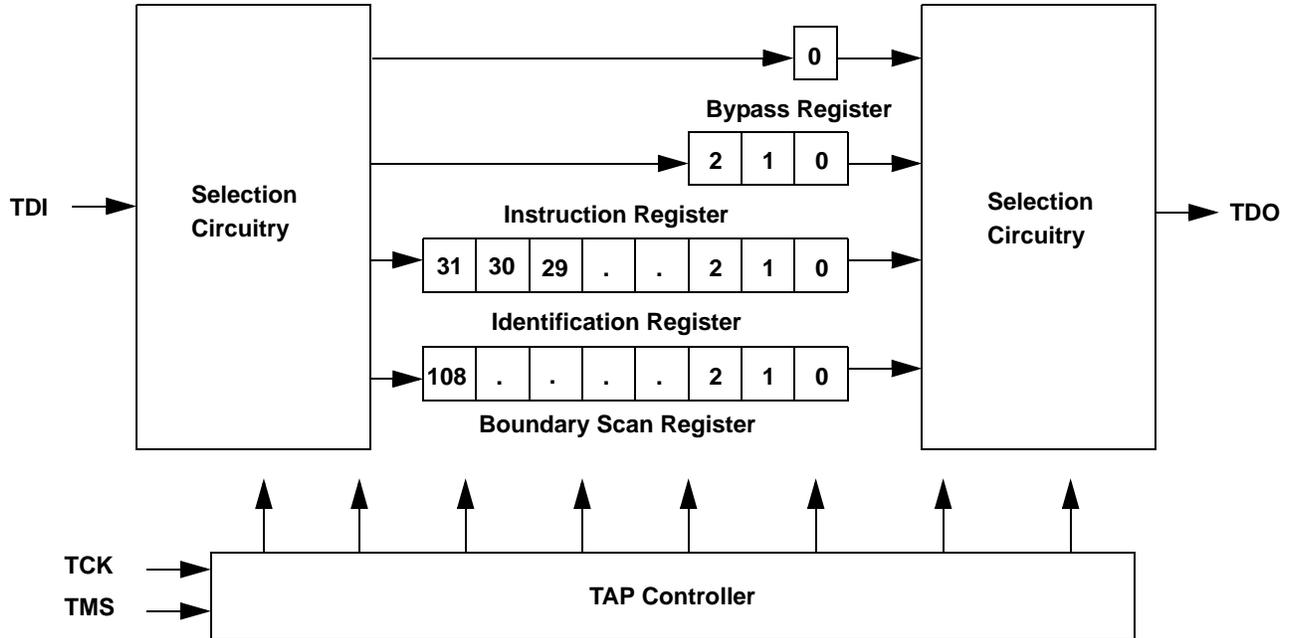 0
Bypass Register
2 1 0
TDI
Selection
Circuitry
Instruction Register
Selection
Circuitry
TDO
31 30 29 . . 2 1 0
Identification Register
108 . . . . 2 1 0
Boundary Scan Register
TCK
TMS
TAP Controller